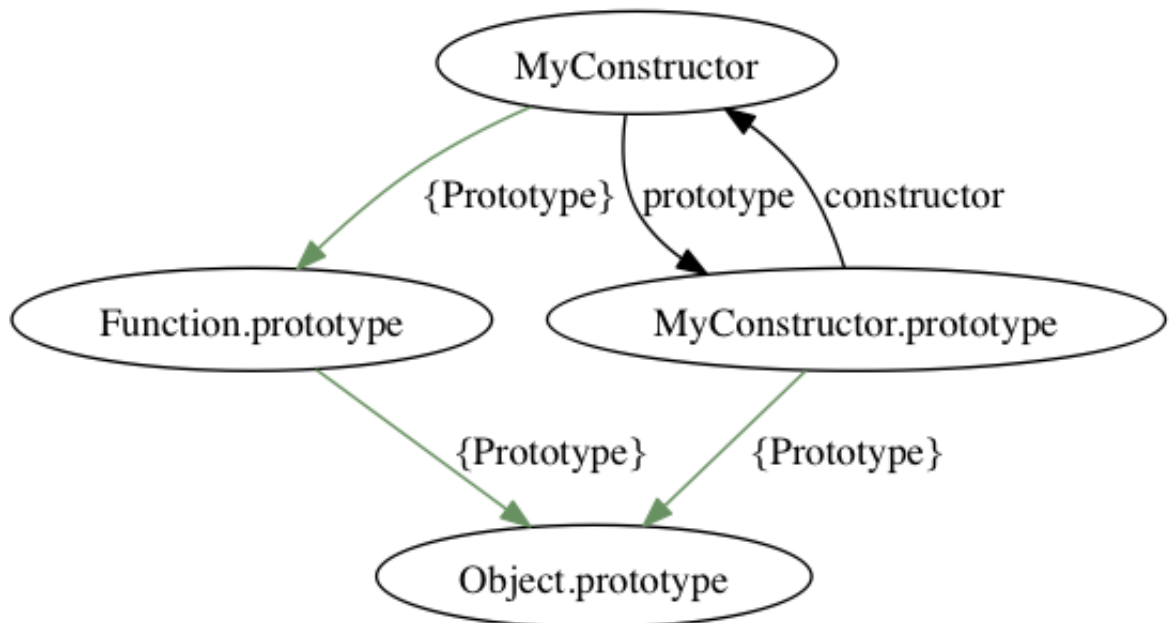 MyConstructor
{Prototype}
prototype
constructor
Function.prototype
MyConstructor.prototype
{Prototype}
{Prototype}
Object.prototype